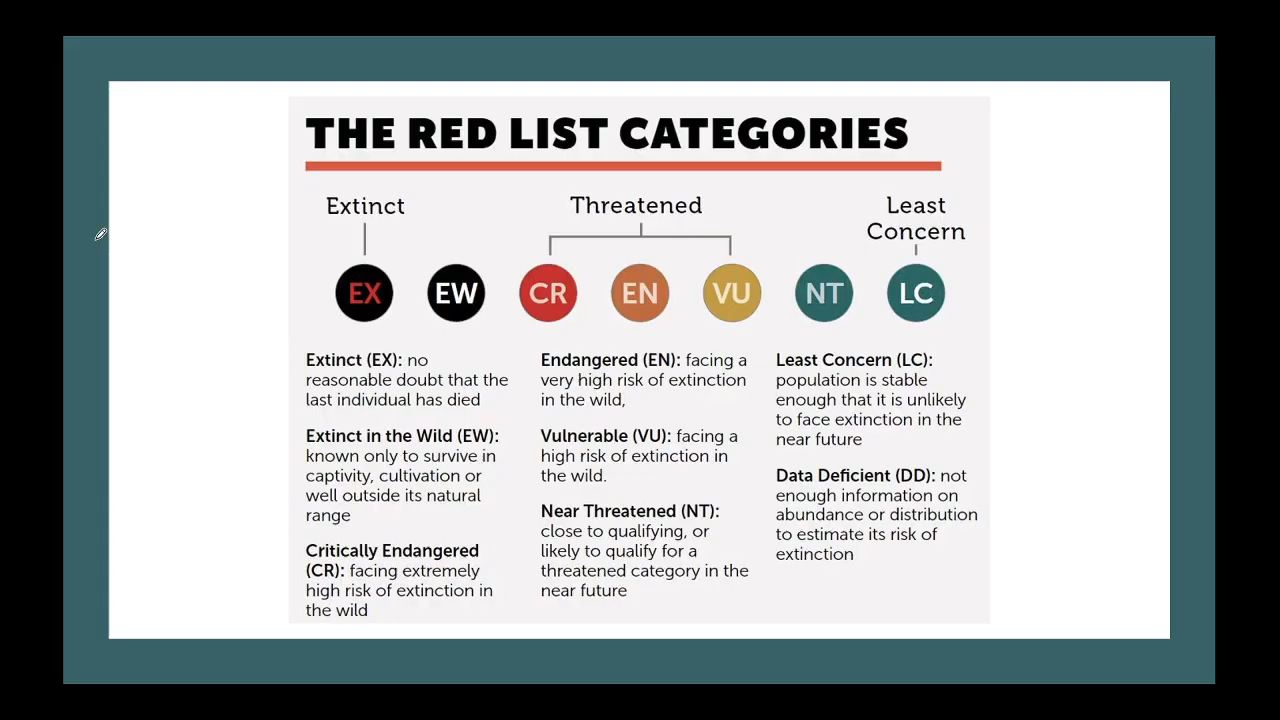 THE RED LIST CATEGORIES
Extinct
Threatened
Least
Concern
EX
EW
CR
EN
VU
NT
LC
Extinct (EX): no
reasonable doubt that the
last individual has died
Extinct in the Wild (EW):
known only to survive in
captivity, cultivation or
well outside its natural
range
Critically Endangered
(CR): facing extremely
high risk of extinction in
the wild
Endangered (EN): facing a
very high risk of extinction
in the wild,
Vulnerable (VU): facing a
high risk of extinction in
the wild.
Near Threatened (NT):
close to qualifying, or
likely to qualify for a
threatened category in the
near future
Least Concern (LC):
population is stable
enough that it is unlikely
to face extinction in the
near future
Data Deficient (DD): not
enough information on
abundance or distribution
to estimate its risk of
extinction